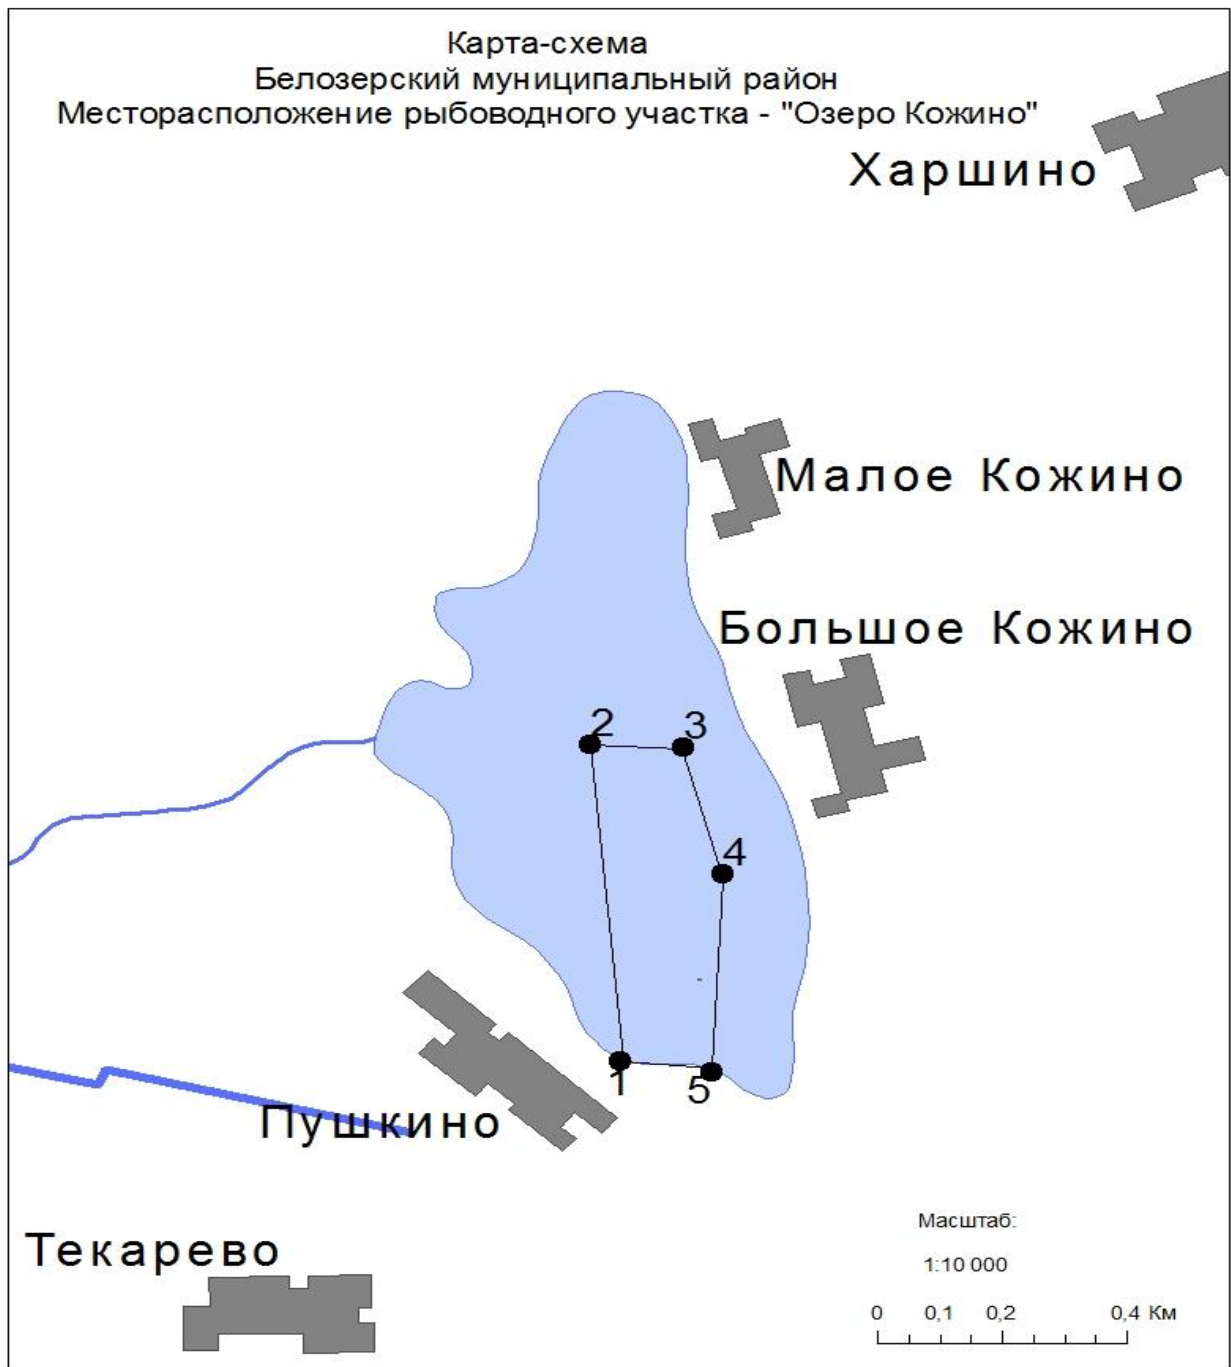 Карта-схема
Белозерский муниципальный район
Месторасположение рыбоводного участка - "Озеро Кожино"
Харшино
Малое Кожино
Большое Кожино
2
3
4
1
5
Пушкино
Текарево
Масштаб:
1:10 000
0 0,1 0,2 0,4 Км